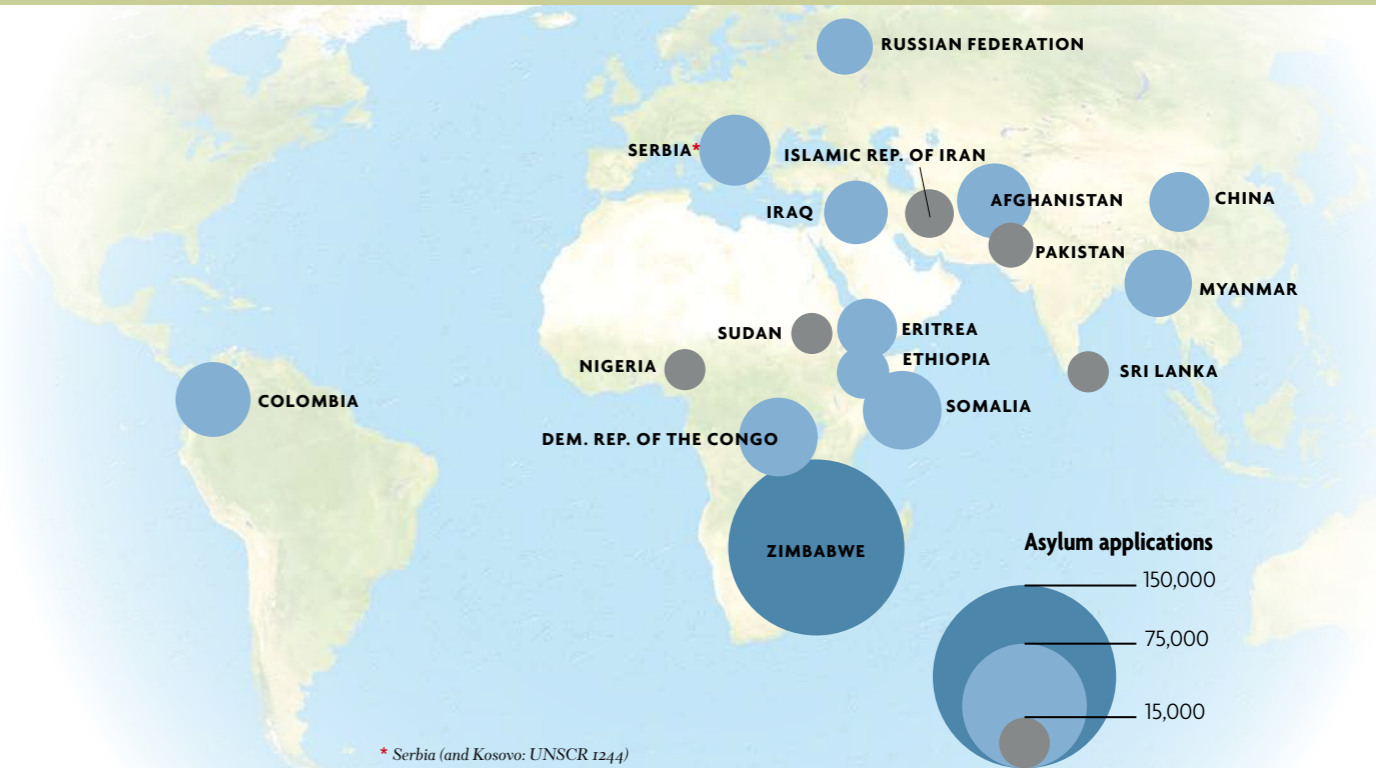 RUSSIAN FEDERATION
SERBIA*
ISLAMIC REP. OF IRAN
IRAQ
AFGHANISTAN
CHINA
PAKISTAN
MYANMAR
SUDAN
ERITREA
ETHIOPIA
NIGERIA
SRI LANKA
COLOMBIA
SOMALIA
DEM. REP. OF THE CONGO
ZIMBABWE
Asylum applications
150,000
75,000
15,000
* Serbia (and Kosovo: UNSCR 1244)